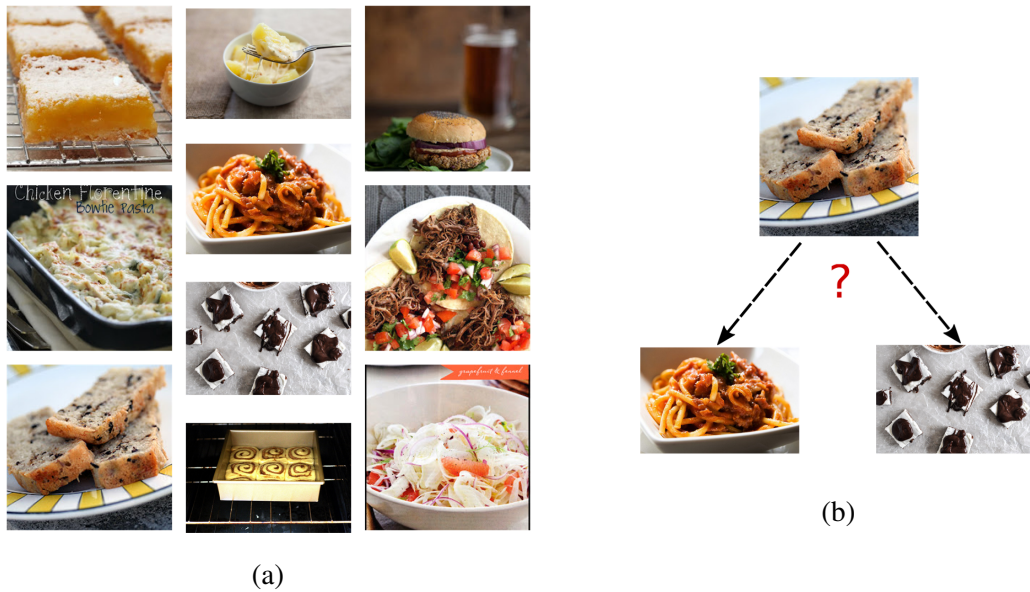 Chicken Florentine
Bowtie Pasta
grapefruit & fennel
?
(a)
(b)